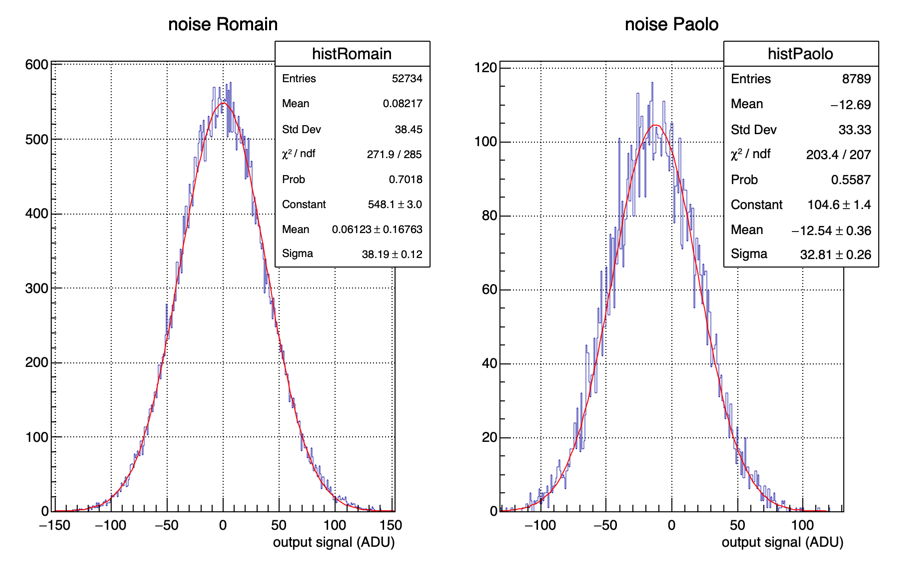 noise Romain
histRomain
Entries 52734
Mean 0.08217
Std Dev 38.45
χ² / ndf 271.9 / 285
Prob 0.7018
Constant 548.1 ± 3.0
Mean 0.06123 ± 0.16763
Sigma 38.19 ± 0.12
600
500
400
300
200
100
0
−150 −100 −50 0 50 100 150
output signal (ADU)
noise Paolo
histPaolo
Entries 8789
Mean −12.69
Std Dev 33.33
χ² / ndf 203.4 / 207
Prob 0.5587
Constant 104.6 ± 1.4
Mean −12.54 ± 0.36
Sigma 32.81 ± 0.26
120
100
80
60
40
20
0
−100 −50 0 50 100
output signal (ADU)